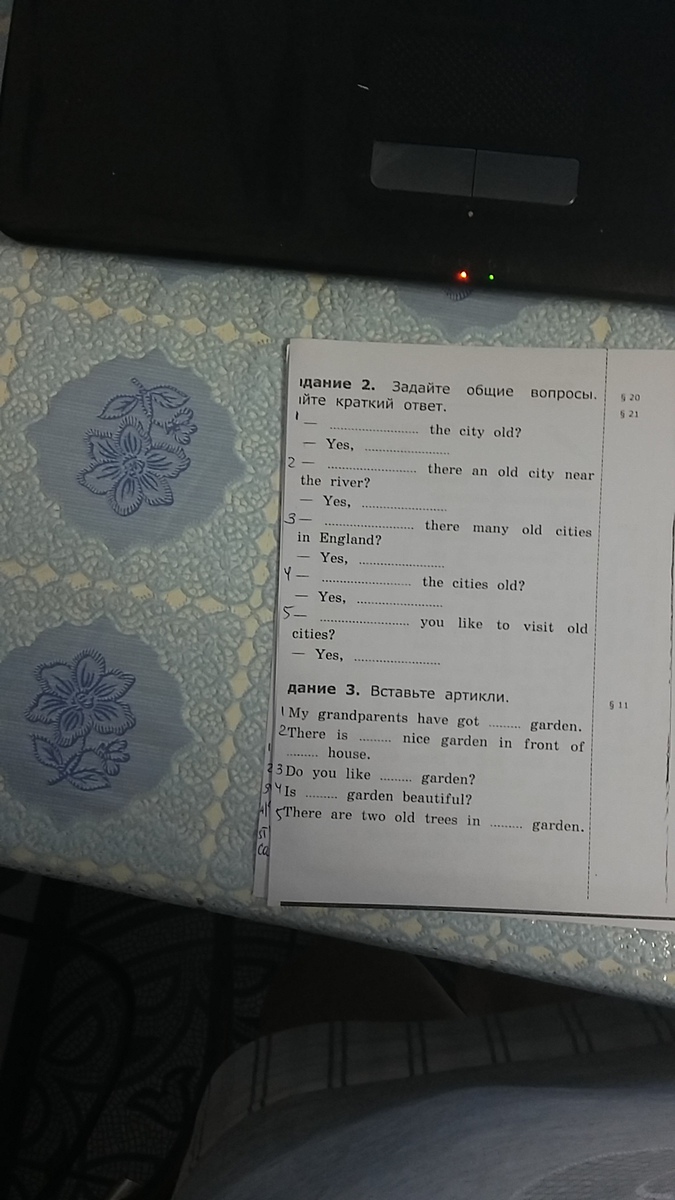 дание 2. Задайте общие вопросы.
йте краткий ответ.
1 — .................... the city old?
— Yes, ....................
2 — .................... there an old city near
the river?
— Yes, ....................
3 — .................... there many old cities
in England?
— Yes, ....................
4 — .................... the cities old?
— Yes, ....................
5 — .................... you like to visit old
cities?
— Yes, ....................
дание 3. Вставьте артикли.
1 My grandparents have got ........ garden.
2 There is ........ nice garden in front of
........ house.
3 Do you like ........ garden?
4 Is ........ garden beautiful?
5 There are two old trees in ........ garden.
§ 20
§ 21
§ 11